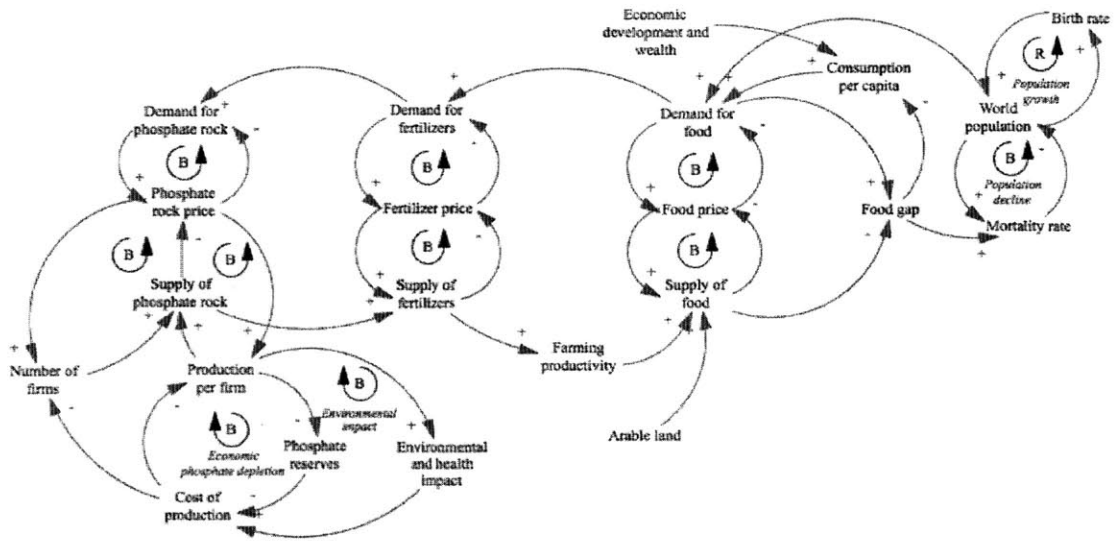 Economic
development and
wealth
Birth rate
R
Population
growth
Consumption
per capita
Demand for
phosphate rock
Demand for
fertilizers
Demand for
food
World
population
B
B
B
B
Population
decline
Phosphate
rock price
Fertilizer price
Food price
Food gap
Mortality rate
B
B
B
B
Supply of
phosphate rock
Supply of
fertilizers
Supply of
food
Number of
firms
Production
per firm
Farming
productivity
B
Environmental
impact
B
Economic
phosphate depletion
Phosphate
reserves
Environmental
and health
impact
Arable land
Cost of
production